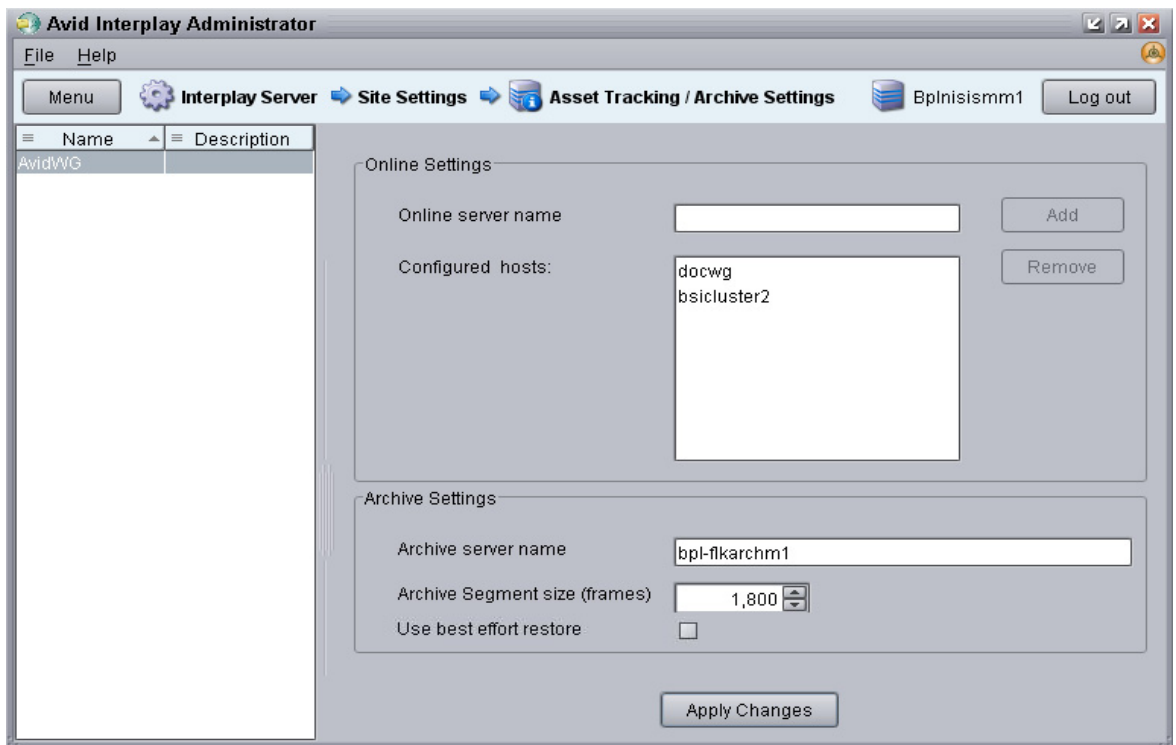 Avid Interplay Administrator
File Help
Menu Interplay Server Site Settings Asset Tracking / Archive Settings Bplnisismm1 Log out
Name Description
AvidWG
Online Settings
Online server name Add
Configured hosts: Remove
docwg
bsicluster2
Archive Settings
Archive server name bpl-flkarchm1
Archive Segment size (frames) 1,800
Use best effort restore
Apply Changes